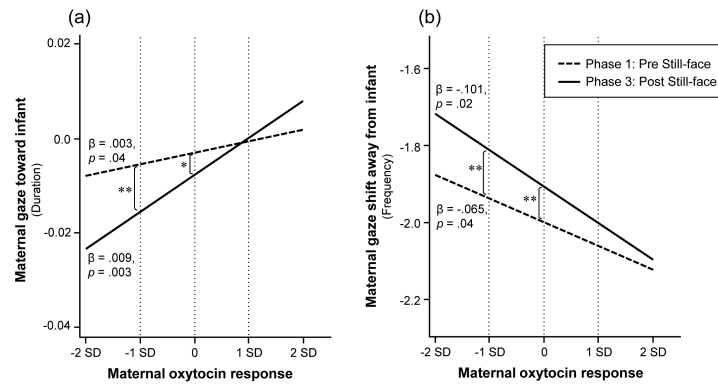 (a)
Maternal gaze toward infant
(Duration)
0.02
0.0
-0.02
-0.04
β = .003,
p = .04
**
*
β = .009,
p = .003
-2 SD
-1 SD
0
1 SD
2 SD
Maternal oxytocin response
(b)
Maternal gaze shift away from infant
(Frequency)
-1.6
-1.8
-2.0
-2.2
Phase 1: Pre Still-face
Phase 3: Post Still-face
β = -.101,
p = .02
**
**
β = -.065,
p = .04
-2 SD
-1 SD
0
1 SD
2 SD
Maternal oxytocin response